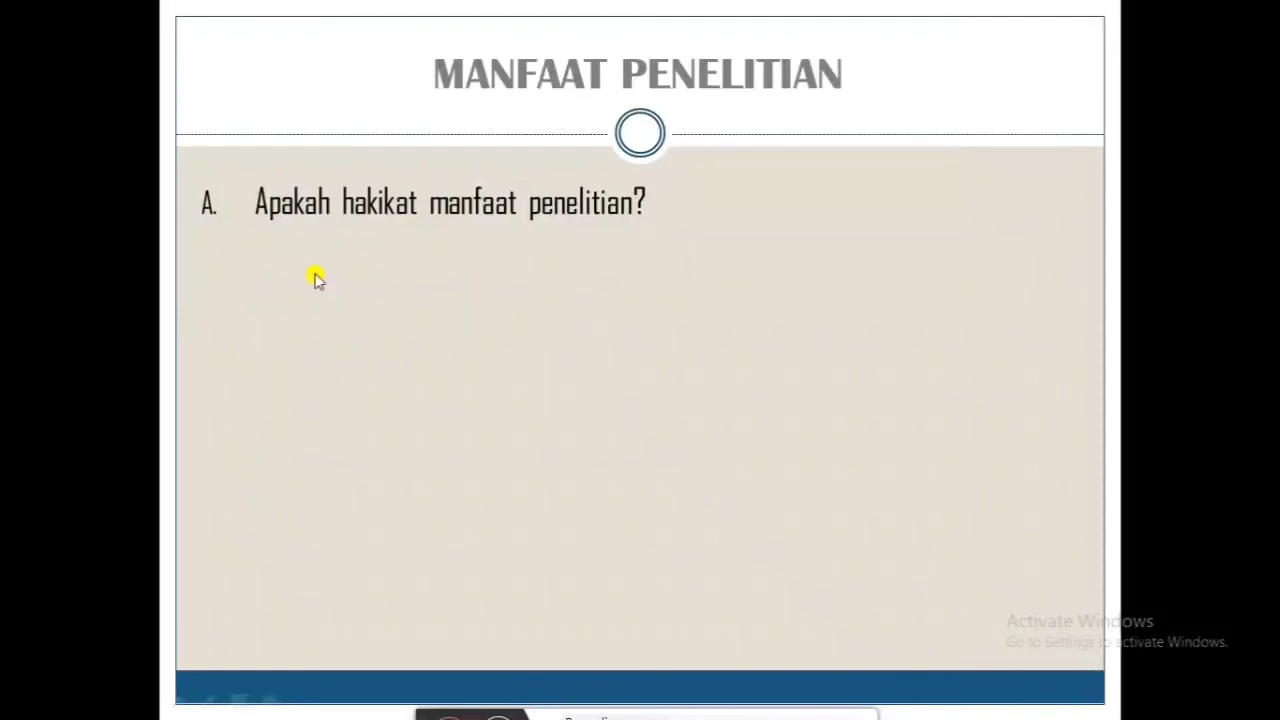 MANFAAT PENELITIAN
A. Apakah hakikat manfaat penelitian?
Activate Windows
Go to Settings to activate Windows.